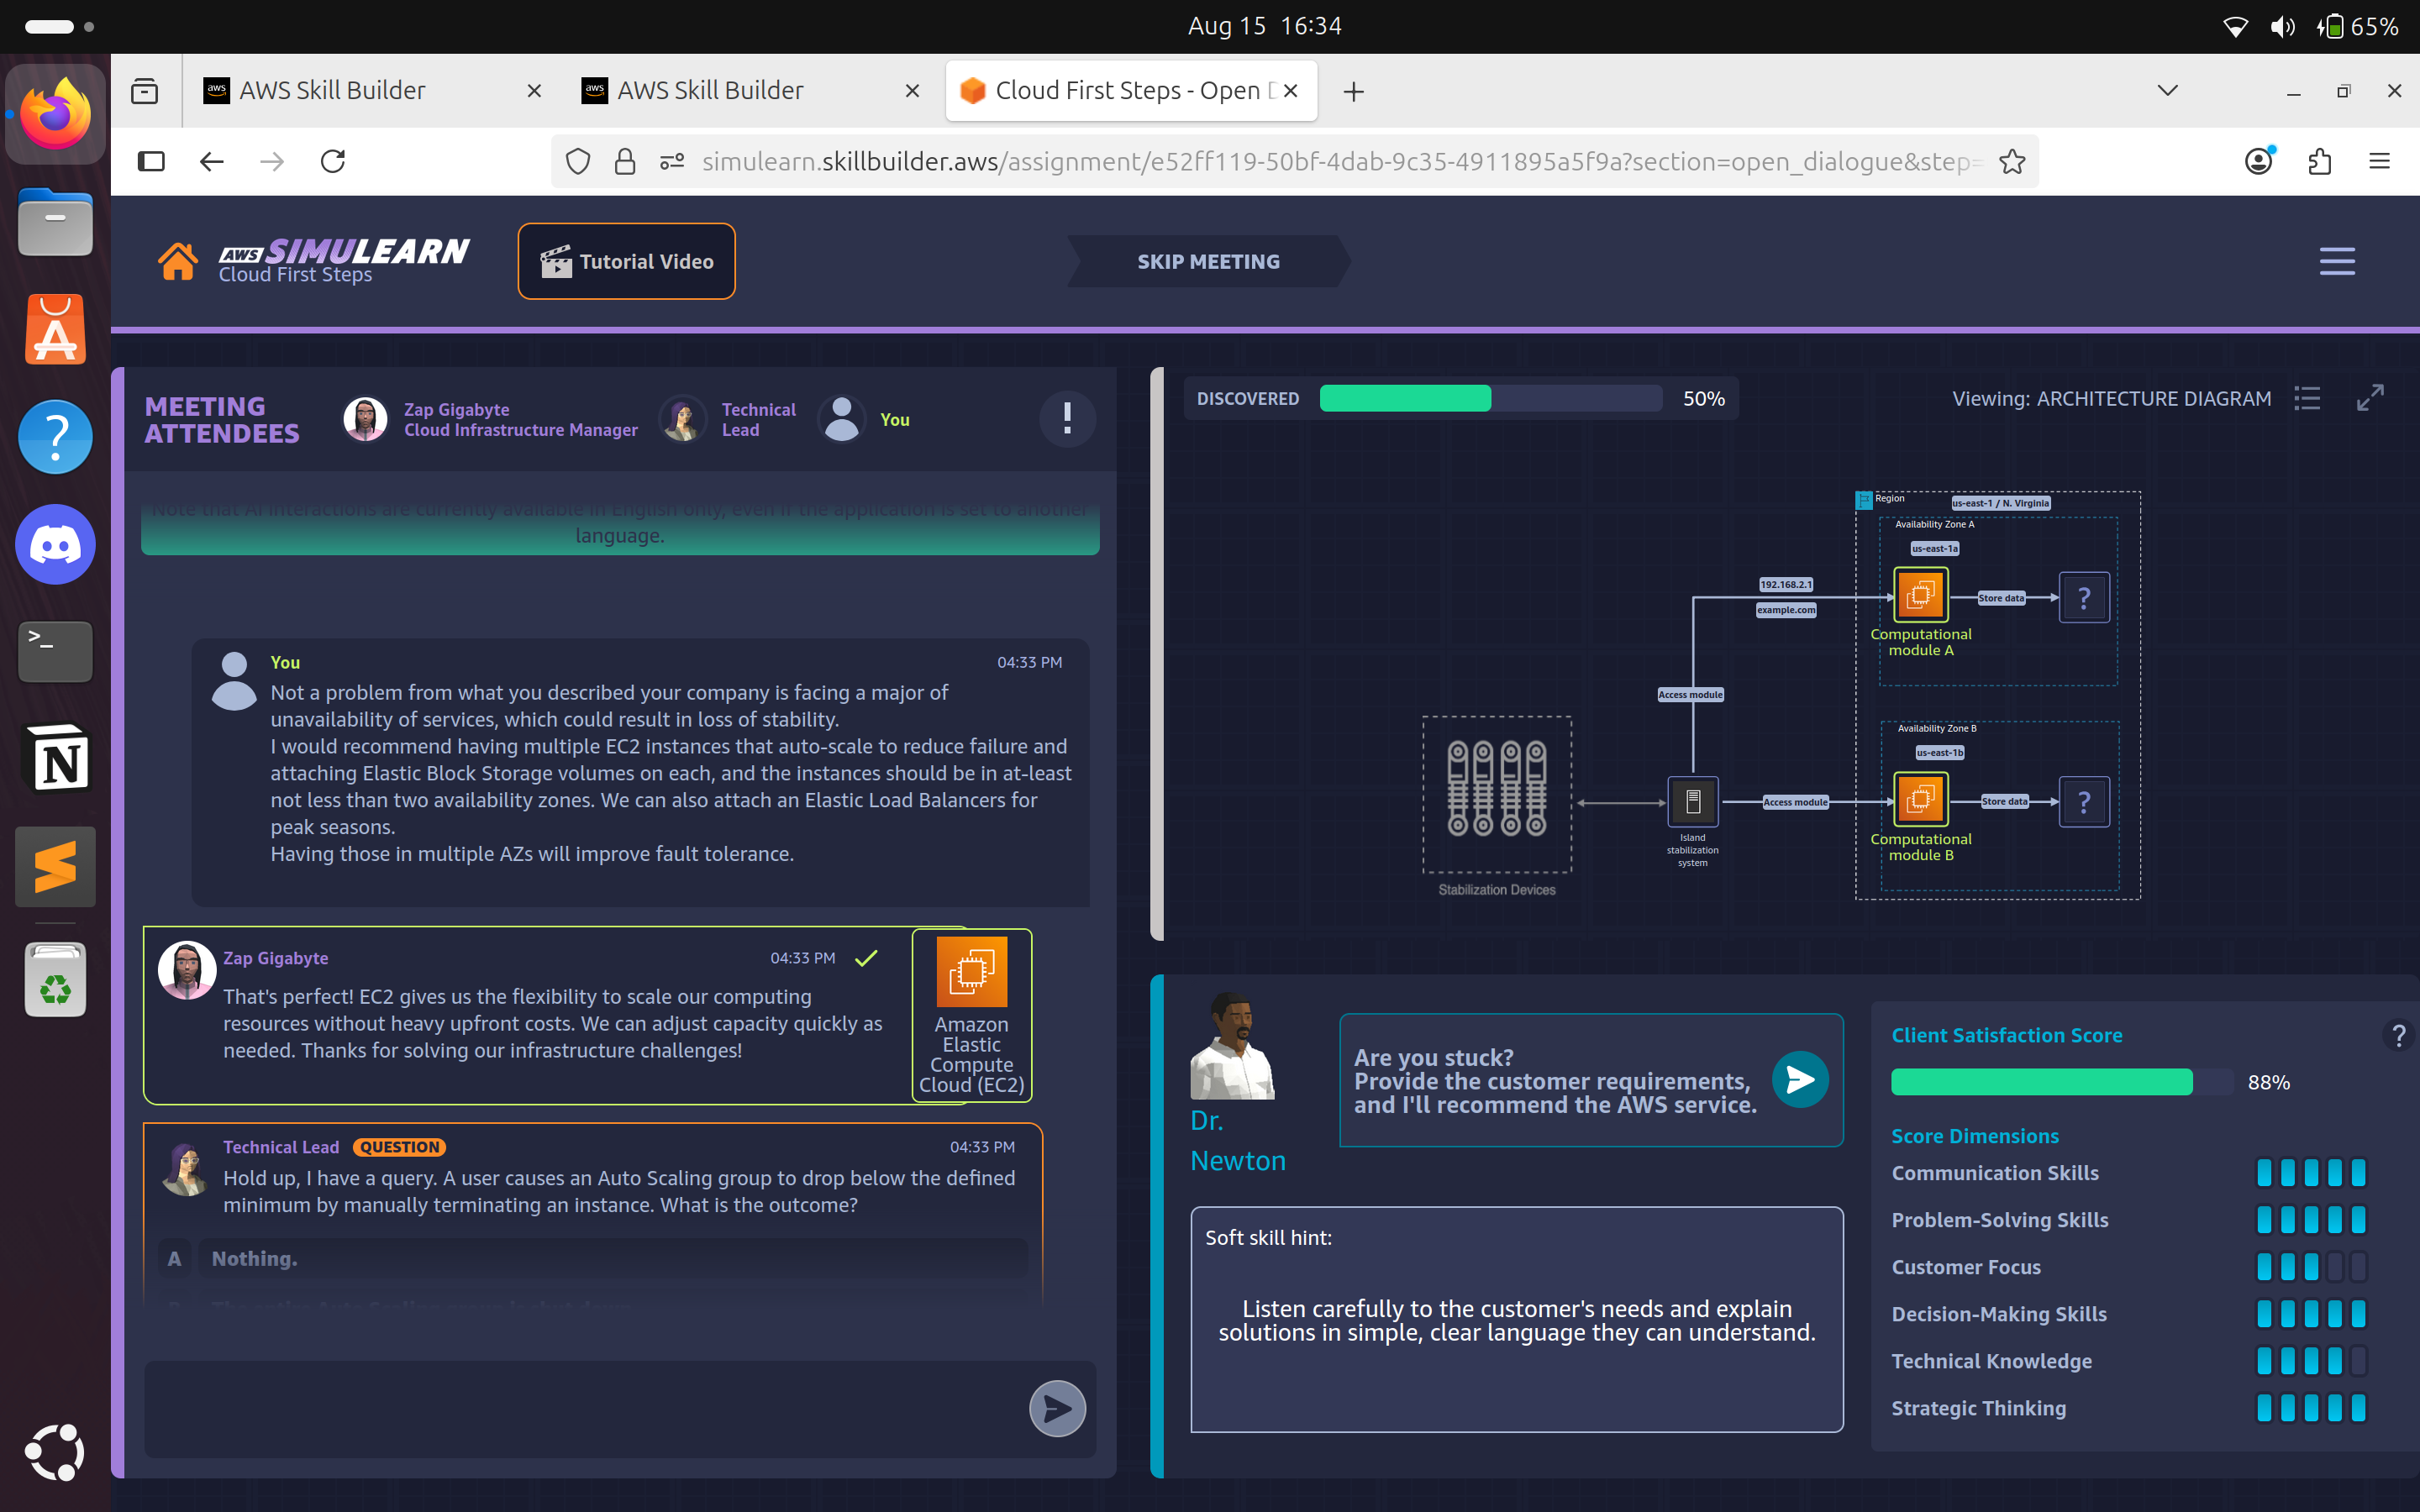 Aug 15 16:34
65%
AWS Skill Builder
AWS Skill Builder
Cloud First Steps - Open
simulearn.skillbuilder.aws/assignment/e52ff119-50bf-4dab-9c35-4911895a5f9a?section=open_dialogue&step=
AWS SIMULEARN
Cloud First Steps
Tutorial Video
SKIP MEETING
MEETING
ATTENDEES
Zap Gigabyte
Cloud Infrastructure Manager
Technical
Lead
You
Note that AI interactions are currently available in English only, even if the application is set to another
language.
You
04:33 PM
Not a problem from what you described your company is facing a major of
unavailability of services, which could result in loss of stability.
I would recommend having multiple EC2 instances that auto-scale to reduce failure and
attaching Elastic Block Storage volumes on each, and the instances should be in at-least
not less than two availability zones. We can also attach an Elastic Load Balancers for
peak seasons.
Having those in multiple AZs will improve fault tolerance.
Zap Gigabyte
04:33 PM
That's perfect! EC2 gives us the flexibility to scale our computing
resources without heavy upfront costs. We can adjust capacity quickly as
needed. Thanks for solving our infrastructure challenges!
Amazon
Elastic
Compute
Cloud (EC2)
Technical Lead QUESTION
04:33 PM
Hold up, I have a query. A user causes an Auto Scaling group to drop below the defined
minimum by manually terminating an instance. What is the outcome?
A Nothing.
DISCOVERED
50%
Viewing: ARCHITECTURE DIAGRAM
Region
us-east-1 / N. Virginia
Availability Zone A
us-east-1a
192.168.2.1
example.com
Store data
?
Computational
module A
Access module
Availability Zone B
us-east-1b
Access module
Store data
?
Computational
module B
Island
stabilization
system
Stabilization Devices
Dr.
Newton
Are you stuck?
Provide the customer requirements,
and I'll recommend the AWS service.
Soft skill hint:
Listen carefully to the customer's needs and explain
solutions in simple, clear language they can understand.
Client Satisfaction Score
?
88%
Score Dimensions
Communication Skills
Problem-Solving Skills
Customer Focus
Decision-Making Skills
Technical Knowledge
Strategic Thinking